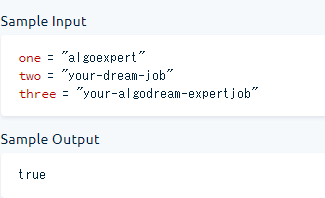 Sample Input
one = "algoexpert"
two = "your-dream-job"
three = "your-algodream-expertjob"
Sample Output
true